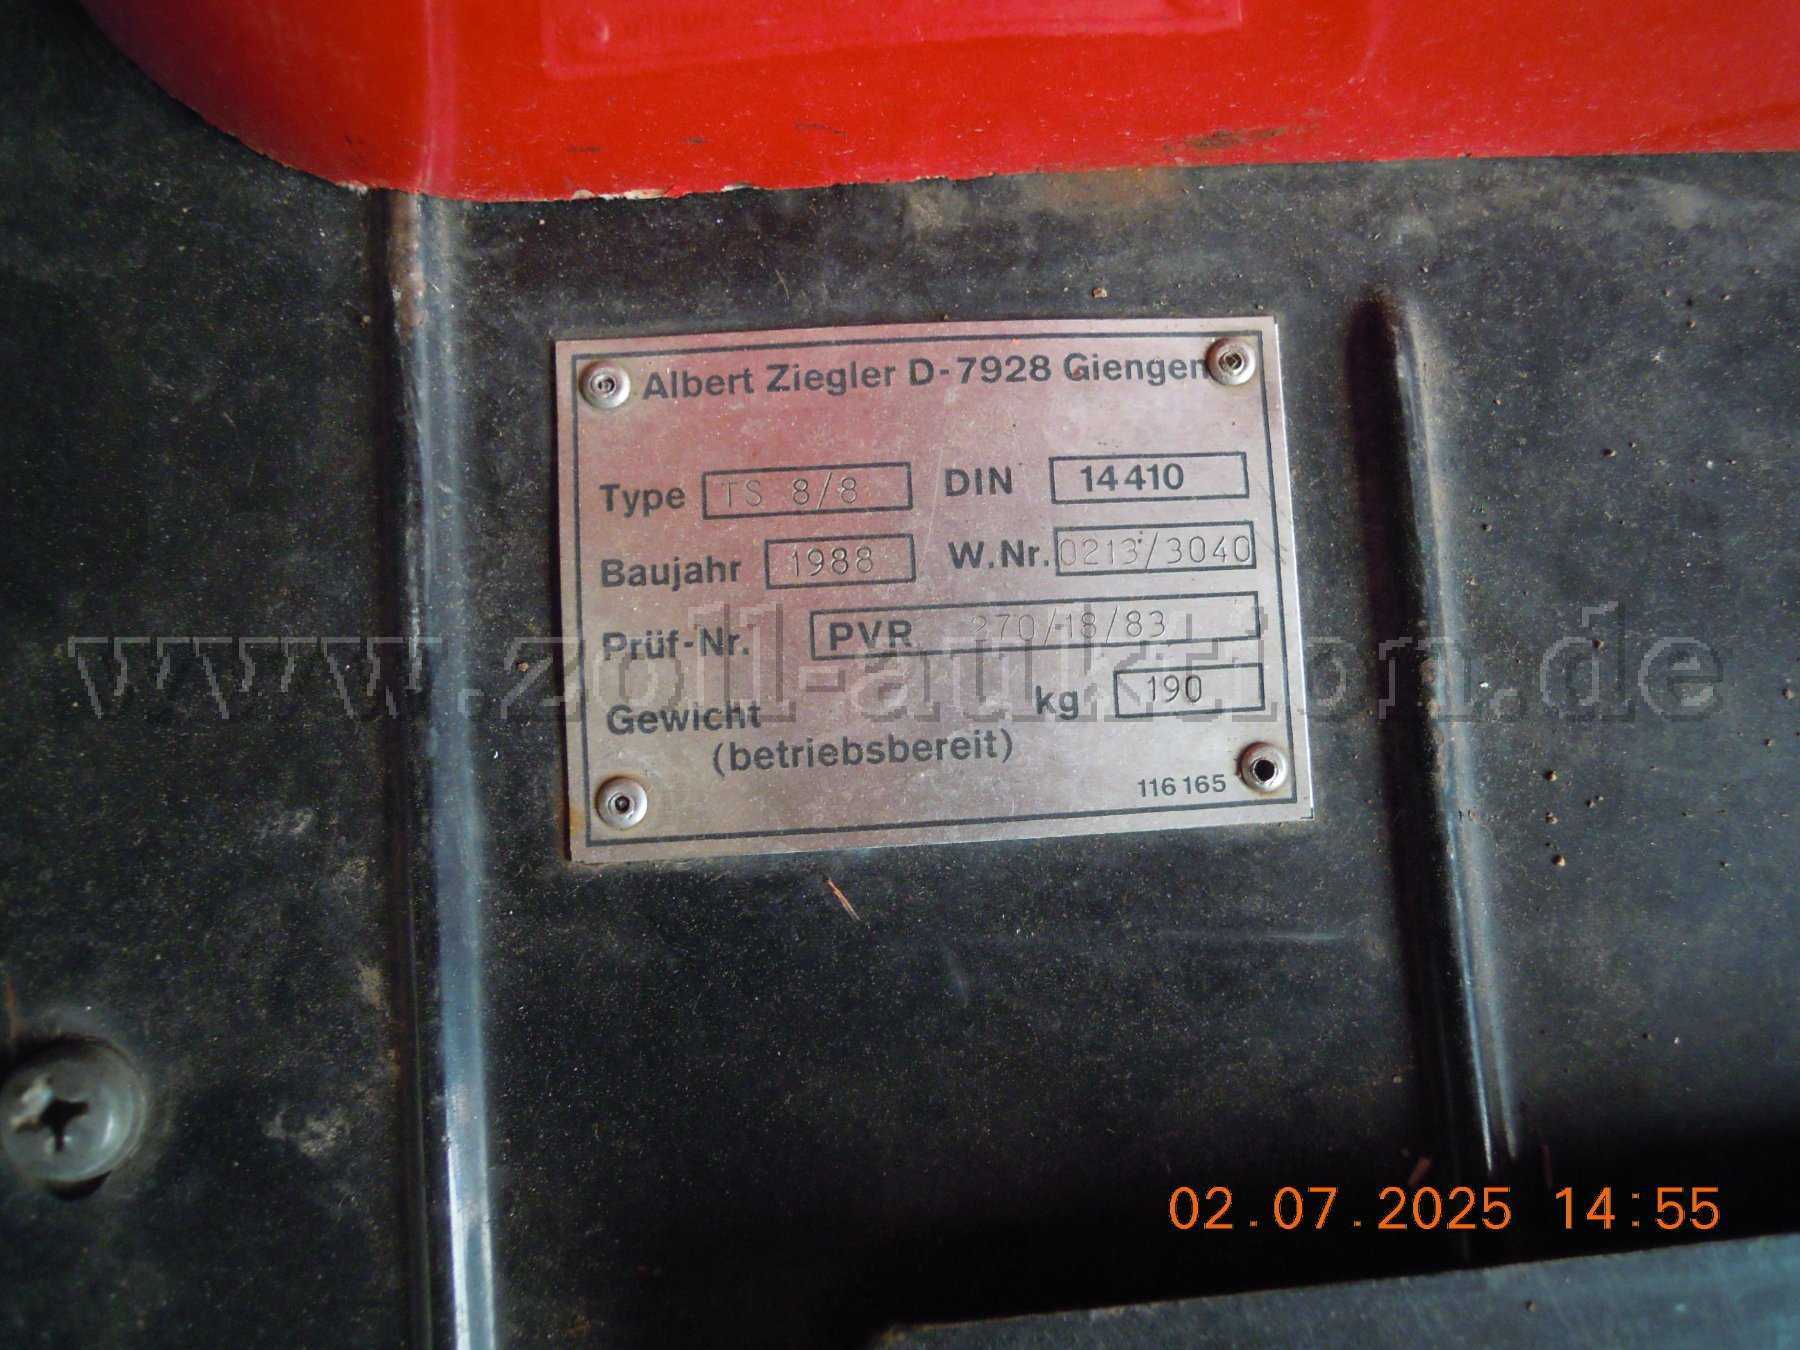 Albert Ziegler D-7928 Giengen
Type TS 8/8 DIN 14410
Baujahr 1988 W.Nr. 0213/3040
Prüf-Nr. PVR 270/18/83
Gewicht kg 190
(betriebsbereit)
116 165
www.zoll-auktion.de
02.07.2025 14:55